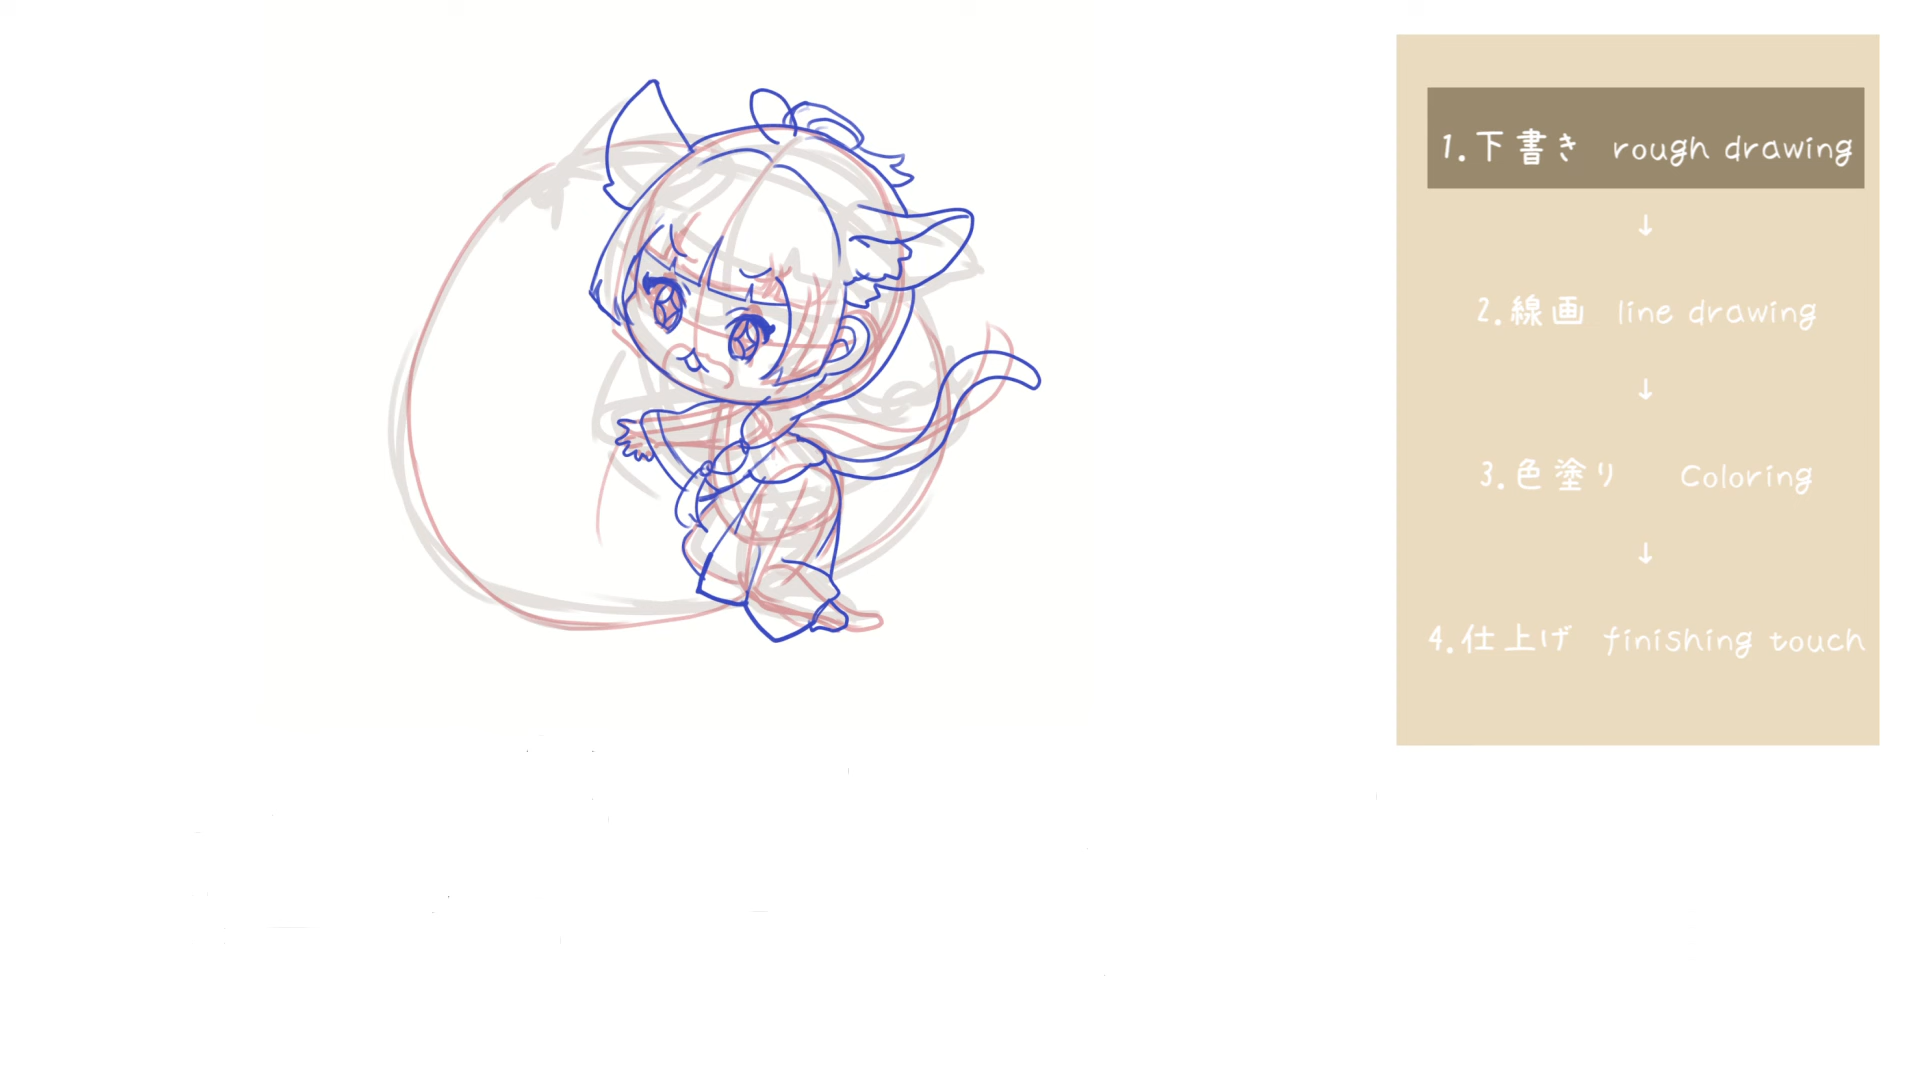 1.下書き rough drawing
↓
2.線画 line drawing
↓
3.色塗り Coloring
↓
4.仕上げ finishing touch